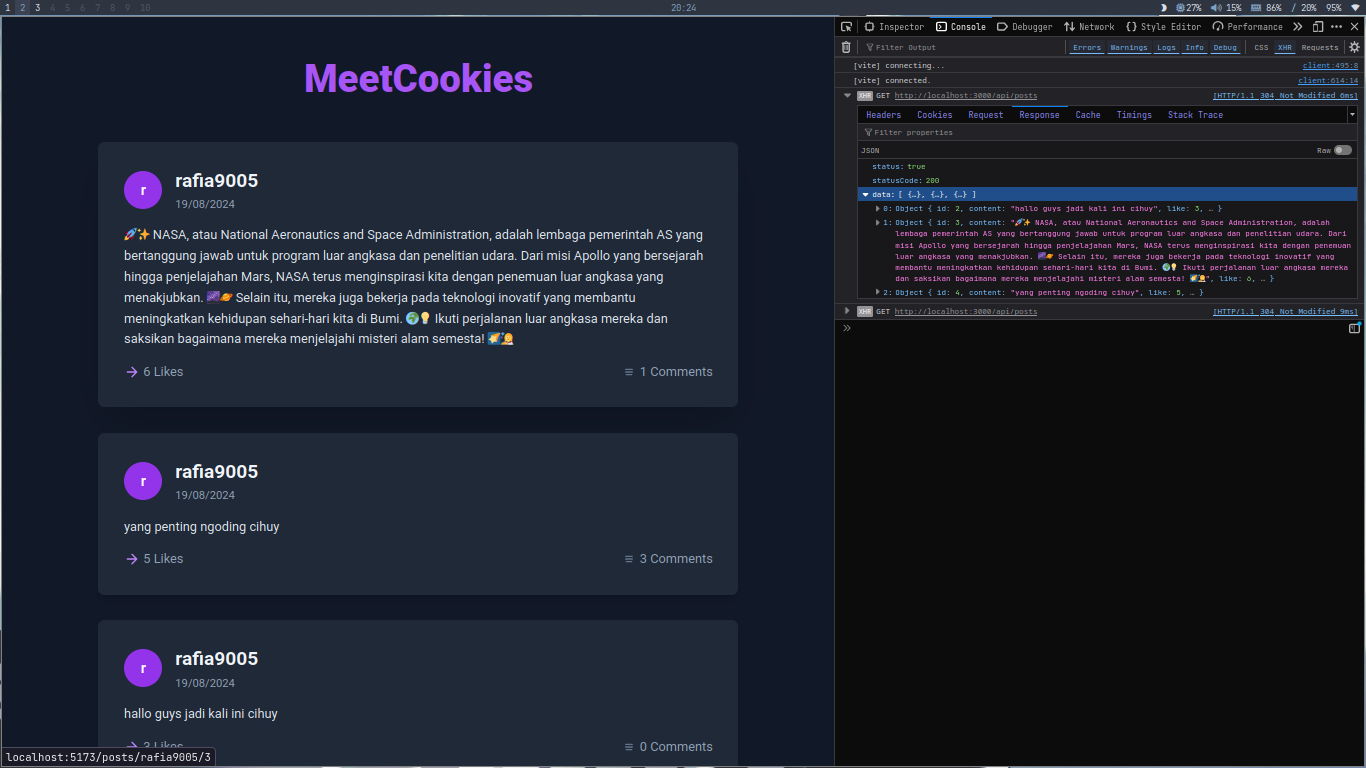 1 2 3 4 5 6 7 8 9 10
20:24
27% 15% 86% / 20% 95%
MeetCookies
r
rafia9005
19/08/2024
🚀✨ NASA, atau National Aeronautics and Space Administration, adalah lembaga pemerintah AS yang
bertanggung jawab untuk program luar angkasa dan penelitian udara. Dari misi Apollo yang bersejarah
hingga penjelajahan Mars, NASA terus menginspirasi kita dengan penemuan luar angkasa yang
menakjubkan. 🌌🪐 Selain itu, mereka juga bekerja pada teknologi inovatif yang membantu
meningkatkan kehidupan sehari-hari kita di Bumi. 🌍💡 Ikuti perjalanan luar angkasa mereka dan
saksikan bagaimana mereka menjelajahi misteri alam semesta!
6 Likes
1 Comments
r
rafia9005
19/08/2024
yang penting ngoding cihuy
5 Likes
3 Comments
r
rafia9005
19/08/2024
hallo guys jadi kali ini cihuy
3 Likes
0 Comments
localhost:5173/posts/rafia9005/3
Inspector Console Debugger Network Style Editor Performance
Filter Output
Errors Warnings Logs Info Debug CSS XHR Requests
[vite] connecting... client:495:8
[vite] connected. client:614:14
XHR GET http://localhost:3000/api/posts [HTTP/1.1 304 Not Modified 6ms]
Headers Cookies Request Response Cache Timings Stack Trace
Filter properties
JSON Raw
status: true
statusCode: 200
data: [ {…}, {…}, {…} ]
0: Object { id: 2, content: "hallo guys jadi kali ini cihuy", like: 3, … }
1: Object { id: 3, content: "🚀✨ NASA, atau National Aeronautics and Space Administration, adalah
lembaga pemerintah AS yang bertanggung jawab untuk program luar angkasa dan penelitian udara. Dari
misi Apollo yang bersejarah hingga penjelajahan Mars, NASA terus menginspirasi kita dengan penemuan
luar angkasa yang menakjubkan. 🌌🪐 Selain itu, mereka juga bekerja pada teknologi inovatif yang
membantu meningkatkan kehidupan sehari-hari kita di Bumi. 🌍💡 Ikuti perjalanan luar angkasa mereka
dan saksikan bagaimana mereka menjelajahi misteri alam semesta! ", like: 6, … }
2: Object { id: 4, content: "yang penting ngoding cihuy", like: 5, … }
XHR GET http://localhost:3000/api/posts [HTTP/1.1 304 Not Modified 9ms]